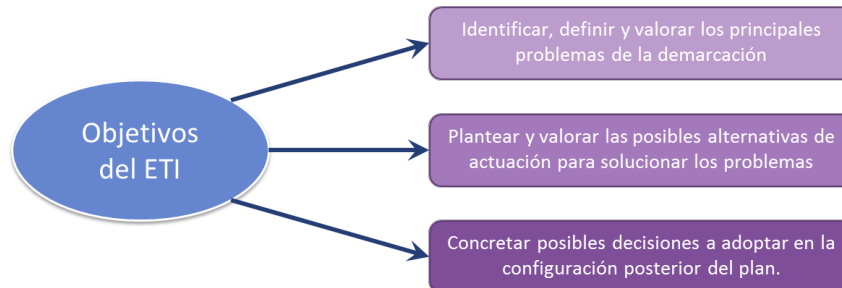 Objetivos
del ETI
Identificar, definir y valorar los principales
problemas de la demarcación
Plantear y valorar las posibles alternativas de
actuación para solucionar los problemas
Concretar posibles decisiones a adoptar en la
configuración posterior del plan.